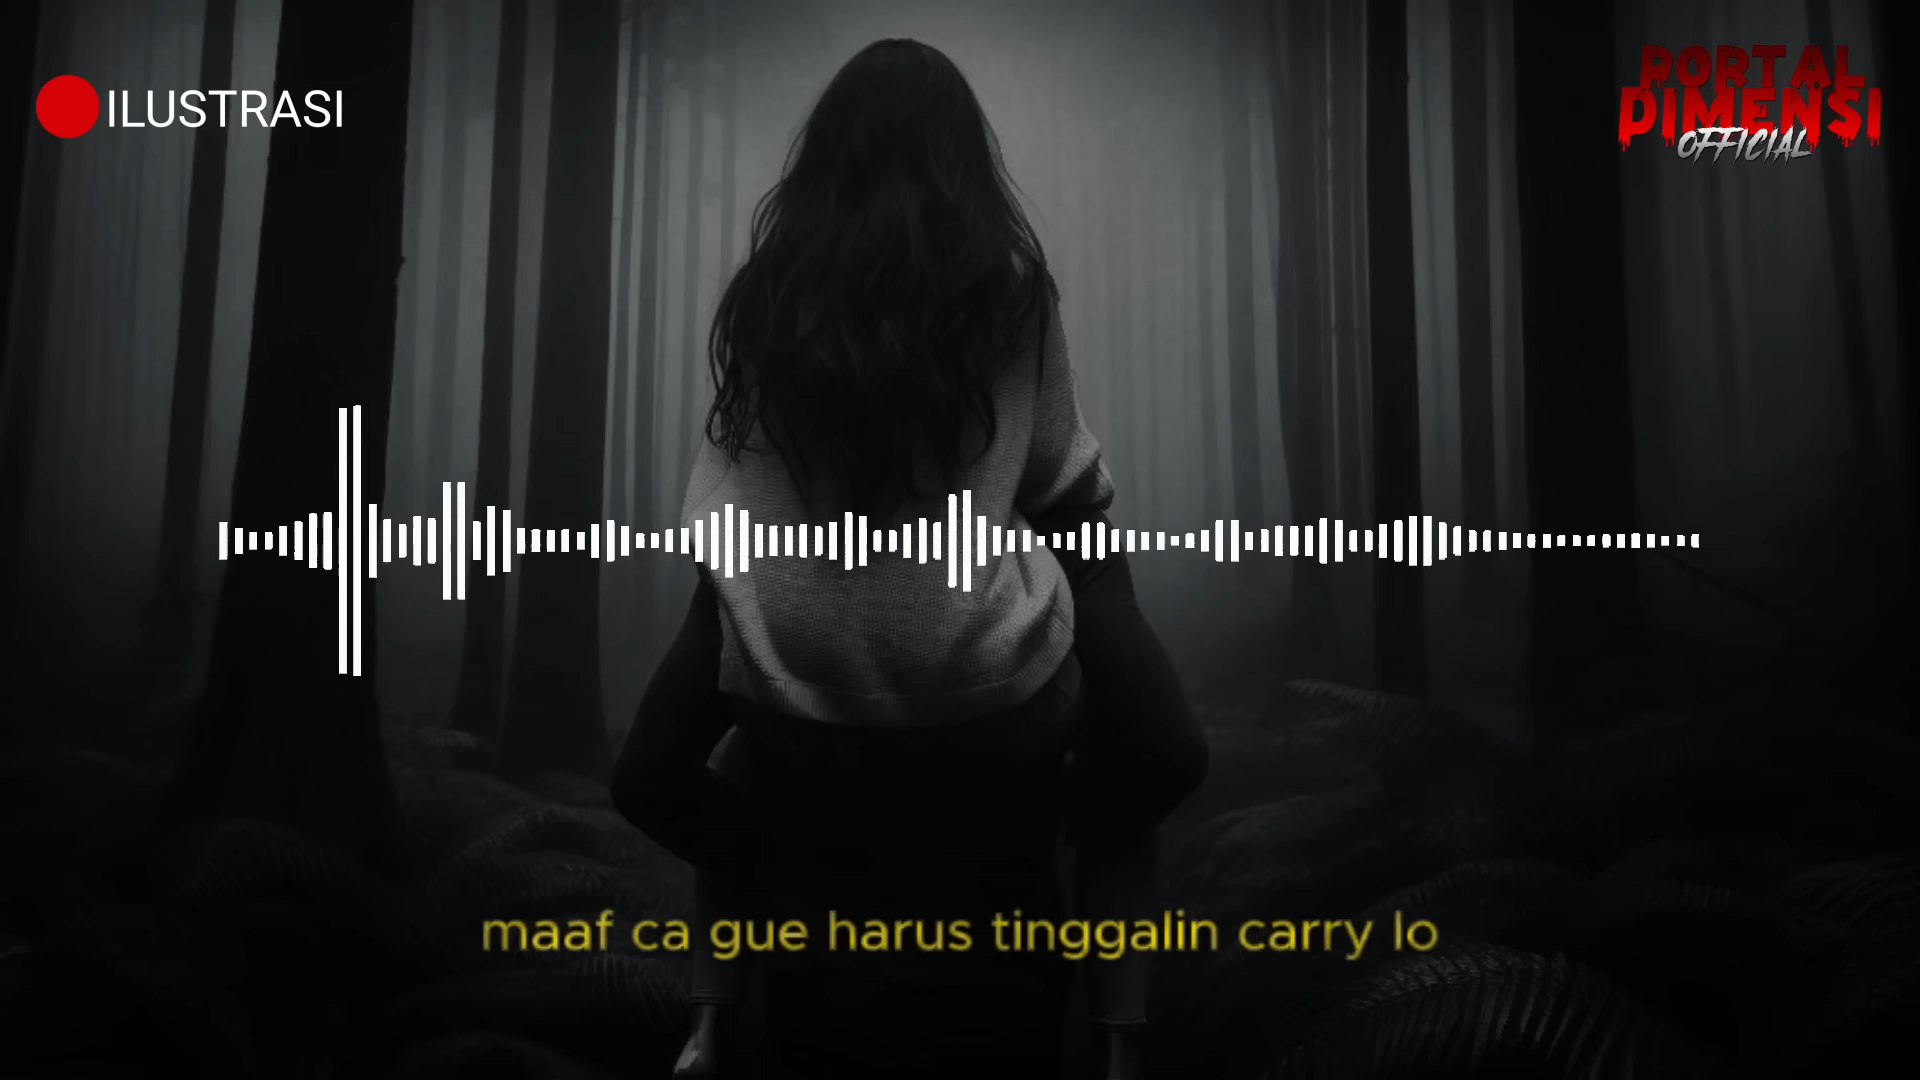 ILUSTRASI
PORTAL
DIMENSI
OFFICIAL
maaf ca gue harus tinggalin carry lo